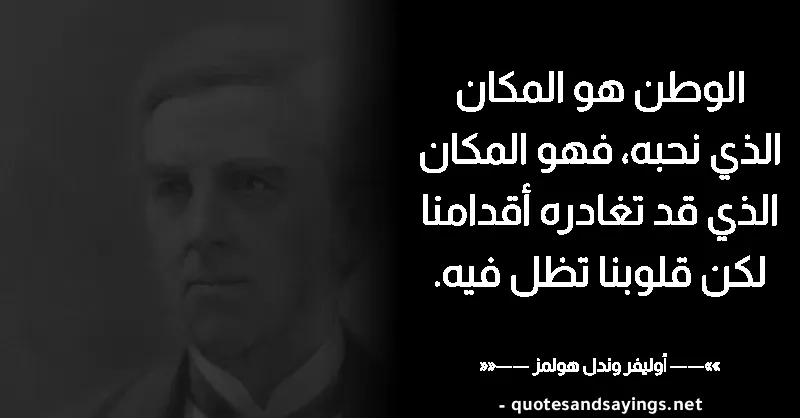 الوطن هو المكان
الذي نحبه، فهو المكان
الذي قد تغادره أقدامنا
لكن قلوبنا تظل فيه.
»»—— أوليفر وندل هولمز ——««
- quotesandsayings.net